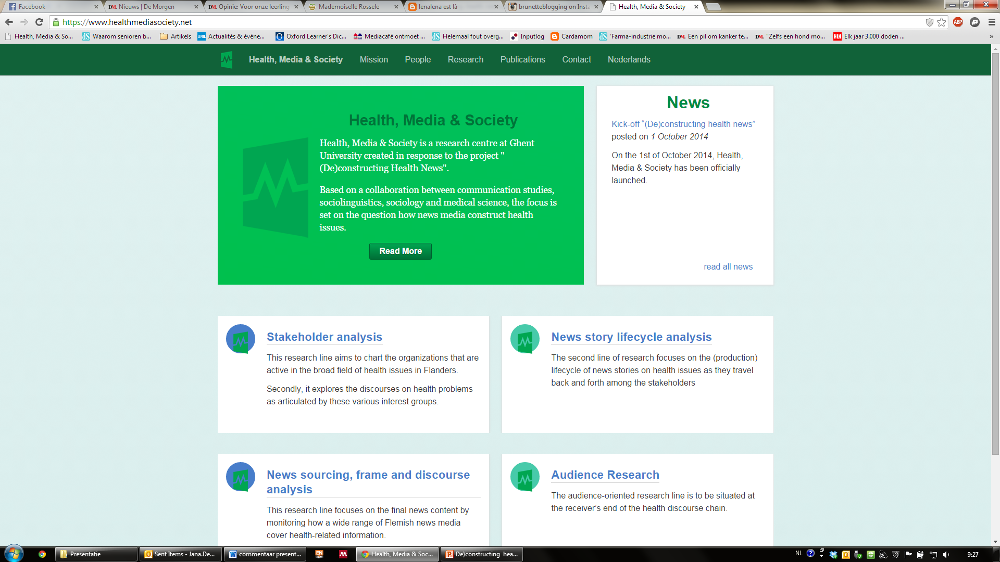 Facebook
DM. Nieuws | De Morgen
DM. Opinie: Voor onze leerling
Mademoiselle Rossele
lenalena est là
brunetteblogging on Insta
Health, Media & Society
https://www.healthmediasociety.net
ABP
Health, Media & So...
dS Waarom senioren b...
Artikels
UNIL Actualités & événe...
O Oxford Learner's Dic...
Mediacafé ontmoet ...
dS Helemaal fout overg...
Inputlog
Cardamom
dS 'Farma-industrie mo...
DM. Een pil om kanker te...
DM. "Zelfs een hond mo...
HLN Elk jaar 3.000 doden ...
»
Health, Media & Society
Mission
People
Research
Publications
Contact
Nederlands
Health, Media & Society
Health, Media & Society is a research centre at Ghent
University created in response to the project "
(De)constructing Health News".
Based on a collaboration between communication studies,
sociolinguistics, sociology and medical science, the focus is
set on the question how news media construct health
issues.
Read More
News
Kick-off “(De)constructing health news”
posted on 1 October 2014
On the 1st of October 2014, Health,
Media & Society has been officially
launched.
read all news
Stakeholder analysis
This research line aims to chart the organizations that are
active in the broad field of health issues in Flanders.
Secondly, it explores the discourses on health problems
as articulated by these various interest groups.
News story lifecycle analysis
The second line of research focuses on the (production)
lifecycle of news stories on health issues as they travel
back and forth among the stakeholders
News sourcing, frame and discourse
analysis
This research line focuses on the final news content by
monitoring how a wide range of Flemish news media
cover health-related information.
Audience Research
The audience-oriented research line is to be situated at
the receiver’s end of the health discourse chain.
Presentatie
Sent Items - Jana.De...
commentaar present...
EN
Health, Media & Soc...
De)constructing hea...
NL
9:27